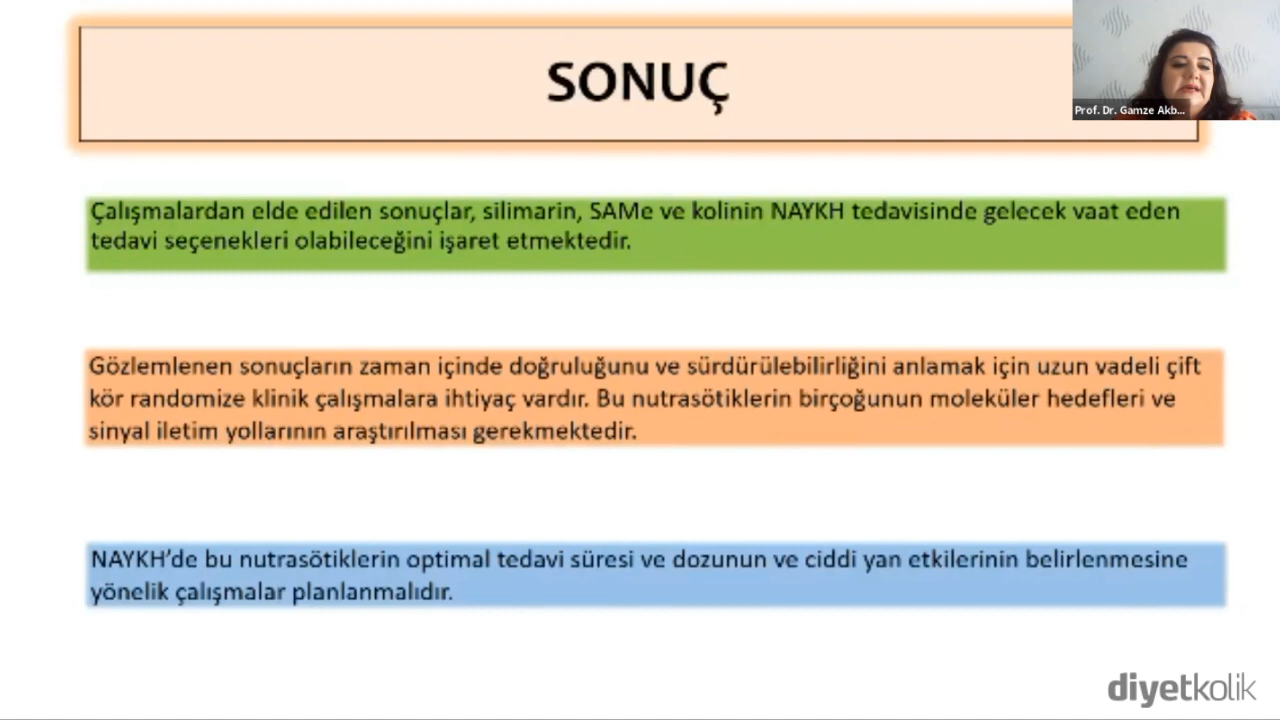 SONUÇ
Prof. Dr. Gamze Akb...
Çalışmalardan elde edilen sonuçlar, silimarin, SAMe ve kolinin NAYKH tedavisinde gelecek vaat eden
tedavi seçenekleri olabileceğini işaret etmektedir.
Gözlemlenen sonuçların zaman içinde doğruluğunu ve sürdürülebilirliğini anlamak için uzun vadeli çift
kör randomize klinik çalışmalara ihtiyaç vardır. Bu nutrasötiklerin birçoğunun moleküler hedefleri ve
sinyal iletim yollarının araştırılması gerekmektedir.
NAYKH’de bu nutrasötiklerin optimal tedavi süresi ve dozunun ve ciddi yan etkilerinin belirlenmesine
yönelik çalışmalar planlanmalıdır.
diyetkolik